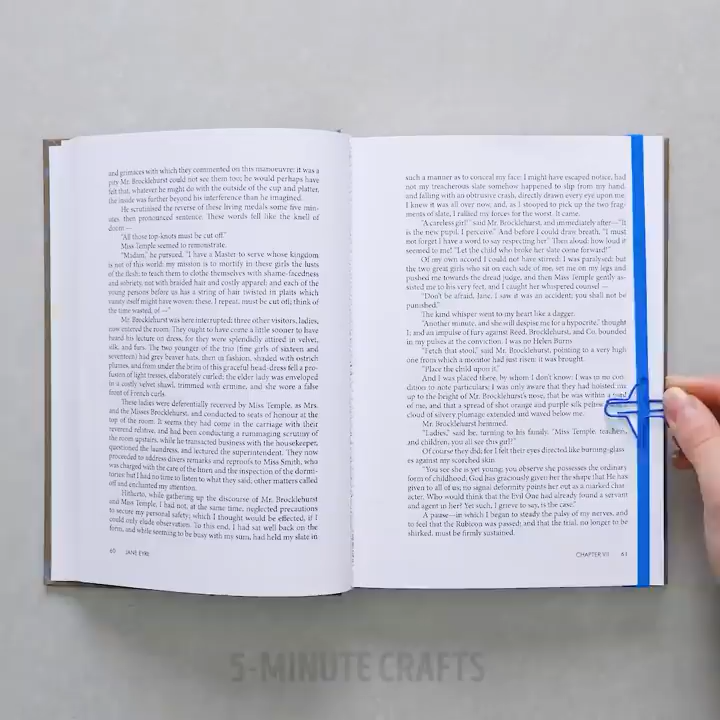 and grimaces with which they commented on this manoeuvre: it was a
pity Mr. Brocklehurst could not see them too; he would perhaps have
felt that, whatever he might do with the outside of the cup and platter,
the inside was further beyond his interference than he imagined.
He scrutinised the reverse of these living medals some five min-
utes, then pronounced sentence. These words fell like the knell of
doom —
"All those top-knots must be cut off."
Miss Temple seemed to remonstrate.
"Madam," he pursued, "I have a Master to serve whose kingdom
is not of this world: my mission is to mortify in these girls the lusts
of the flesh; to teach them to clothe themselves with shame-facedness
and sobriety, not with braided hair and costly apparel; and each of the
young persons before us has a string of hair twisted in plaits which
vanity itself might have woven; these, I repeat, must be cut off; think of
the time wasted, of —"
Mr. Brocklehurst was here interrupted: three other visitors, ladies,
now entered the room. They ought to have come a little sooner to have
heard his lecture on dress, for they were splendidly attired in velvet,
silk, and furs. The two younger of the trio (fine girls of sixteen and
seventeen) had grey beaver hats, then in fashion, shaded with ostrich
plumes, and from under the brim of this graceful head-dress fell a pro-
fusion of light tresses, elaborately curled; the elder lady was enveloped
in a costly velvet shawl, trimmed with ermine, and she wore a false
front of French curls.
These ladies were deferentially received by Miss Temple, as Mrs.
and the Misses Brocklehurst, and conducted to seats of honour at the
top of the room. It seems they had come in the carriage with their
reverend relative, and had been conducting a rummaging scrutiny of
the room upstairs, while he transacted business with the housekeeper,
questioned the laundress, and lectured the superintendent. They now
proceeded to address divers remarks and reproofs to Miss Smith, who
was charged with the care of the linen and the inspection of the dormi-
tories: but I had no time to listen to what they said; other matters called
off and enchanted my attention.
Hitherto, while gathering up the discourse of Mr. Brocklehurst
and Miss Temple, I had not, at the same time, neglected precautions
to secure my personal safety; which I thought would be effected, if I
could only elude observation. To this end, I had sat well back on the
form, and while seeming to be busy with my sum, had held my slate in
60 JANE EYRE
such a manner as to conceal my face: I might have escaped notice, had
not my treacherous slate somehow happened to slip from my hand,
and falling with an obtrusive crash, directly drawn every eye upon me;
I knew it was all over now, and, as I stooped to pick up the two frag-
ments of slate, I rallied my forces for the worst. It came.
"A careless girl!" said Mr. Brocklehurst, and immediately after—"It
is the new pupil, I perceive." And before I could draw breath, "I must
not forget I have a word to say respecting her." Then aloud: how loud it
seemed to me! "Let the child who broke her slate come forward!"
Of my own accord I could not have stirred; I was paralysed: but
the two great girls who sit on each side of me, set me on my legs and
pushed me towards the dread judge, and then Miss Temple gently as-
sisted me to his very feet, and I caught her whispered counsel —
"Don't be afraid, Jane, I saw it was an accident; you shall not be
punished."
The kind whisper went to my heart like a dagger.
"Another minute, and she will despise me for a hypocrite," thought
I; and an impulse of fury against Reed, Brocklehurst, and Co. bounded
in my pulses at the conviction. I was no Helen Burns.
"Fetch that stool," said Mr. Brocklehurst, pointing to a very high
one from which a monitor had just risen: it was brought.
"Place the child upon it."
And I was placed there, by whom I don't know: I was in no con-
dition to note particulars; I was only aware that they had hoisted me
up to the height of Mr. Brocklehurst's nose, that he was within a yard
of me, and that a spread of shot orange and purple silk pelisses
cloud of silvery plumage extended and waved below me.
Mr. Brocklehurst hemmed.
"Ladies," said he, turning to his family, "Miss Temple, teachers,
and children, you all see this girl?"
Of course they did; for I felt their eyes directed like burning-glass-
es against my scorched skin.
"You see she is yet young; you observe she possesses the ordinary
form of childhood; God has graciously given her the shape that He has
given to all of us; no signal deformity points her out as a marked char-
acter. Who would think that the Evil One had already found a servant
and agent in her? Yet such, I grieve to say, is the case."
A pause—in which I began to steady the palsy of my nerves, and
to feel that the Rubicon was passed; and that the trial, no longer to be
shirked, must be firmly sustained.
CHAPTER VII 61
5-MINUTE CRAFTS